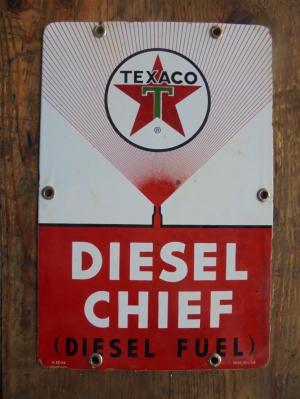 TEXACO
T
®
DIESEL
CHIEF
(DIESEL FUEL)